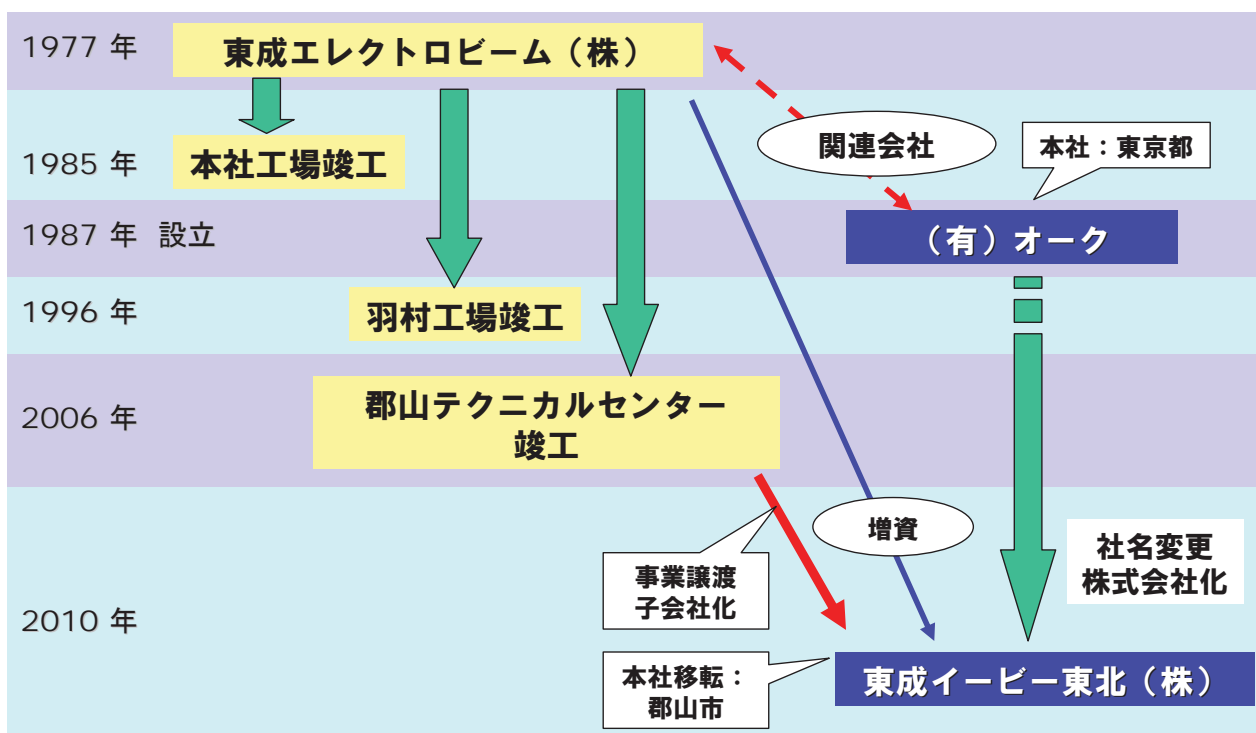 1977 年
東成エレクトロビーム（株）
関連会社
本社：東京都
1985 年
本社工場竣工
1987 年 設立
（有）オーク
1996 年
羽村工場竣工
2006 年
郡山テクニカルセンター
竣工
増資
社名変更
株式会社化
事業譲渡
子会社化
2010 年
本社移転：
郡山市
東成イービー東北（株）